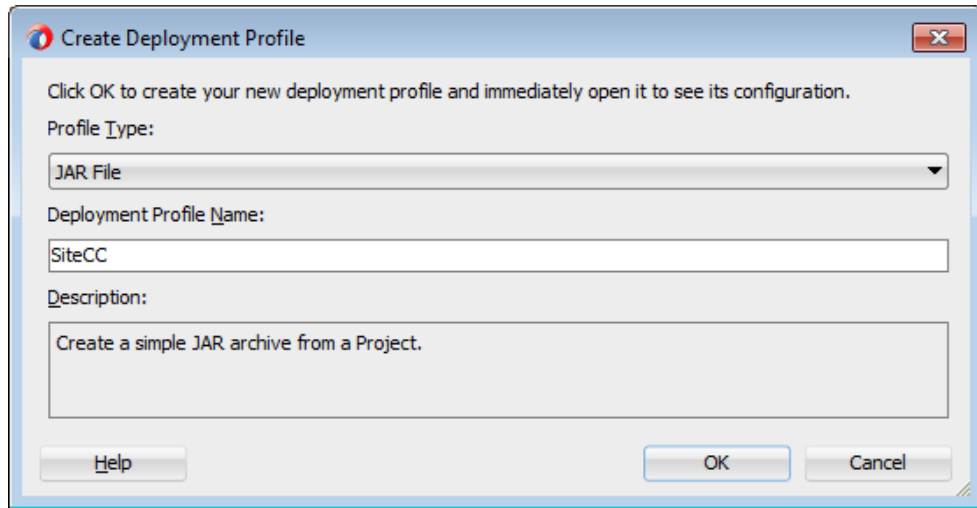 Create Deployment Profile
Click OK to create your new deployment profile and immediately open it to see its configuration.
Profile Type:
JAR File
Deployment Profile Name:
SiteCC
Description:
Create a simple JAR archive from a Project.
Help
OK
Cancel